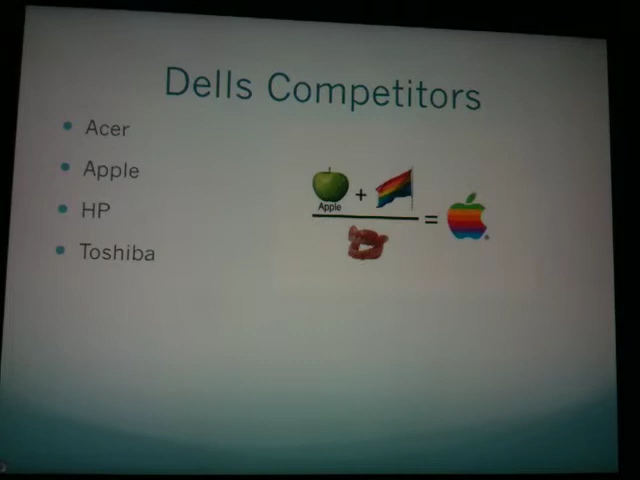 Dells Competitors
Acer
Apple
HP
Toshiba
Apple
+
=